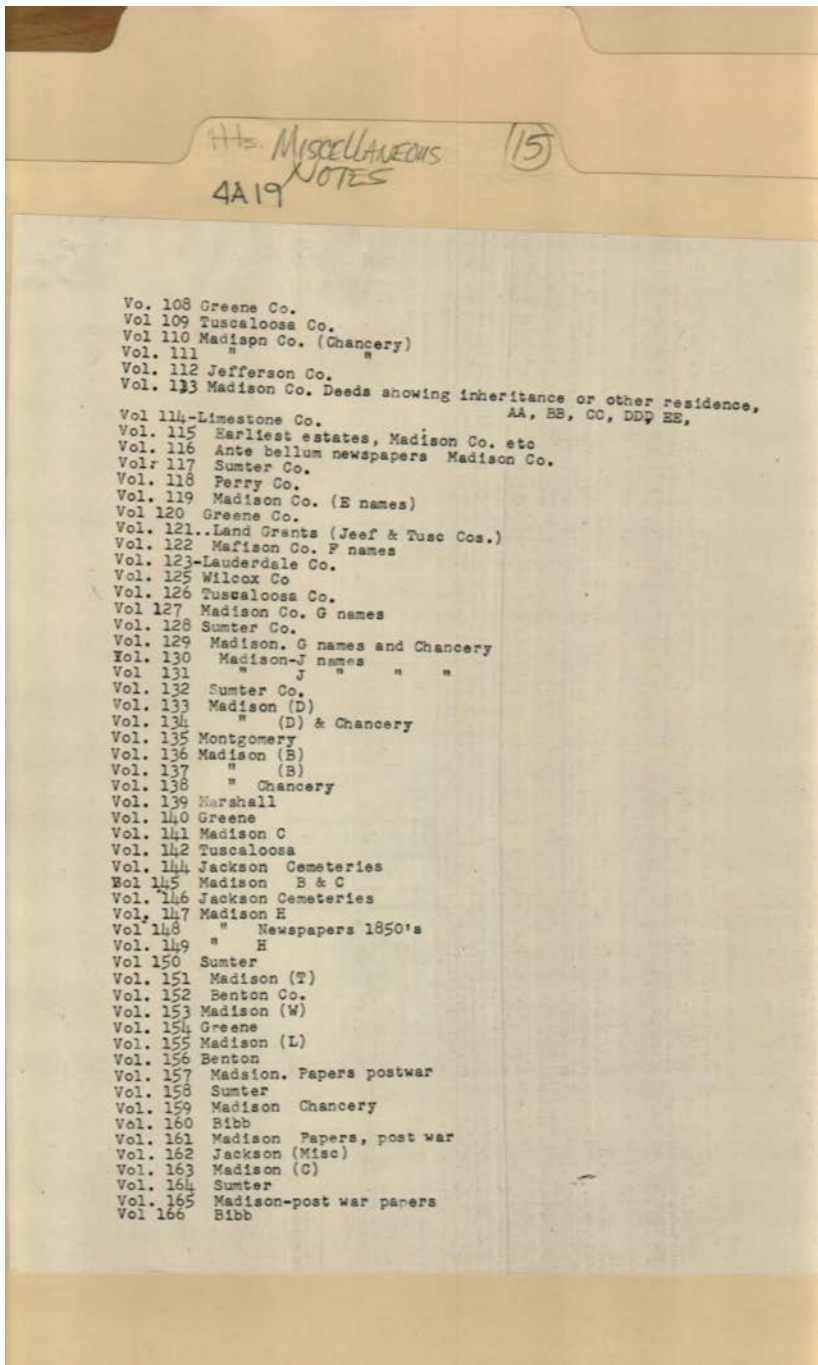 Hts. MISCELLANEOUS (15)
NOTES
4A19
Vo. 108 Greene Co.
Vol 109 Tuscaloosa Co.
Vol 110 Madispn Co. (Chancery)
Vol. 111 " "
Vol. 112 Jefferson Co.
Vol. 113 Madison Co. Deeds showing inheritance or other residence,
AA, BB, CC, DDD EE,
Vol 114-Limestone Co.
Vol. 115 Earliest estates, Madison Co. etc
Vol. 116 Ante bellum newspapers Madison Co.
Vol: 117 Sumter Co.
Vol. 118 Perry Co.
Vol. 119 Madison Co. (E names)
Vol 120 Greene Co.
Vol. 121..Land Grants (Jeef & Tusc Cos.)
Vol. 122 Mafison Co. F names
Vol. 123-Lauderdale Co.
Vol. 125 Wilcox Co
Vol. 126 Tuscaloosa Co.
Vol 127 Madison Co. G names
Vol. 128 Sumter Co.
Vol. 129 Madison. G names and Chancery
Vol. 130 Madison-J names
Vol 131 " J " " "
Vol. 132 Sumter Co.
Vol. 133 Madison (D)
Vol. 134 " (D) & Chancery
Vol. 135 Montgomery
Vol. 136 Madison (B)
Vol. 137 " (B)
Vol. 138 " Chancery
Vol. 139 Marshall
Vol. 140 Greene
Vol. 141 Madison C
Vol. 142 Tuscaloosa
Vol. 144 Jackson Cemeteries
Bol 145 Madison B & C
Vol. 146 Jackson Cemeteries
Vol. 147 Madison H
Vol 148 " Newspapers 1850's
Vol. 149 " H
Vol 150 Sumter
Vol. 151 Madison (T)
Vol. 152 Benton Co.
Vol. 153 Madison (W)
Vol. 154 Greene
Vol. 155 Madison (L)
Vol. 156 Benton
Vol. 157 Madsion. Papers postwar
Vol. 158 Sumter
Vol. 159 Madison Chancery
Vol. 160 Bibb
Vol. 161 Madison Papers, post war
Vol. 162 Jackson (Misc)
Vol. 163 Madison (C)
Vol. 164 Sumter
Vol. 165 Madison-post war papers
Vol 166 Bibb